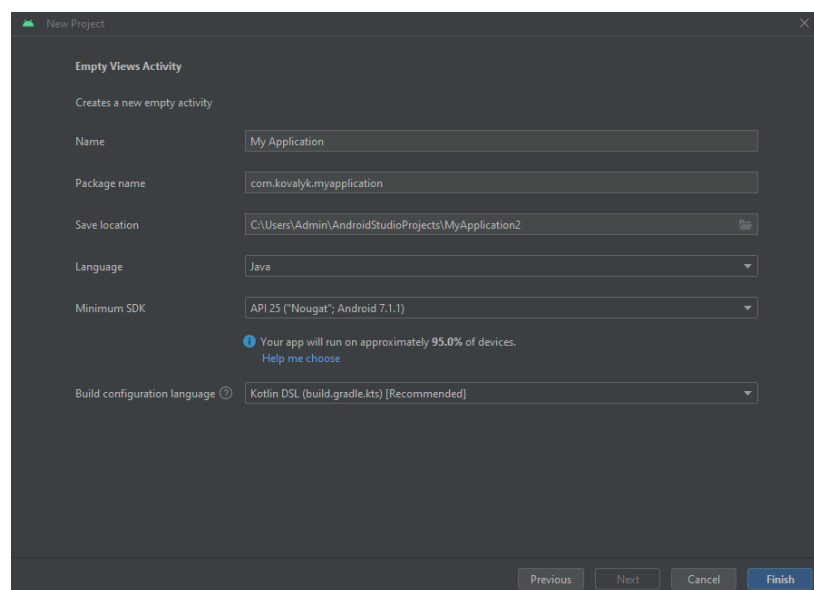 New Project
Empty Views Activity
Creates a new empty activity
Name My Application
Package name com.kovalyk.myapplication
Save location C:\Users\Admin\AndroidStudioProjects\MyApplication2
Language Java
Minimum SDK API 25 ("Nougat"; Android 7.1.1)
Your app will run on approximately 95.0% of devices.
Help me choose
Build configuration language Kotlin DSL (build.gradle.kts) [Recommended]
Previous Next Cancel Finish